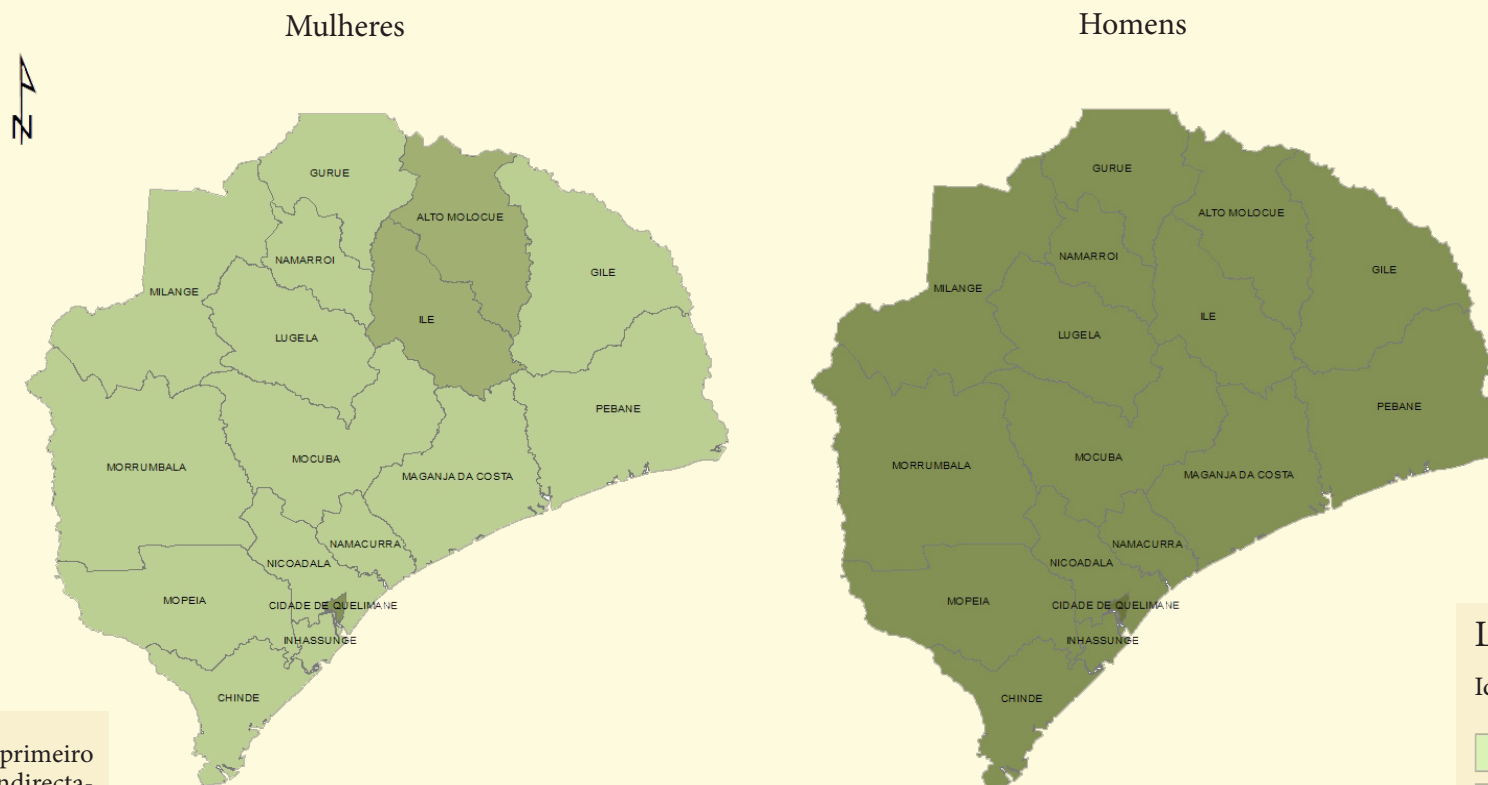 Mulheres
Homens
N
GURUE
ALTO MOLOCUE
NAMARROI
GILE
MILANGE
ILE
LUGELA
PEBANE
MORRUMBALA
MOCUBA
MAGANJA DA COSTA
NAMACURRA
NICOADALA
MOPEIA
CIDADE DE QUELIMANE
INHASSUNGE
CHINDE
GURUE
ALTO MOLOCUE
NAMARROI
GILE
MILANGE
ILE
LUGELA
PEBANE
MORRUMBALA
MOCUBA
MAGANJA DA COSTA
NAMACURRA
NICOADALA
MOPEIA
CIDADE DE QUELIMANE
INHASSUNGE
CHINDE
primeiro
ndirecta-
L
Id